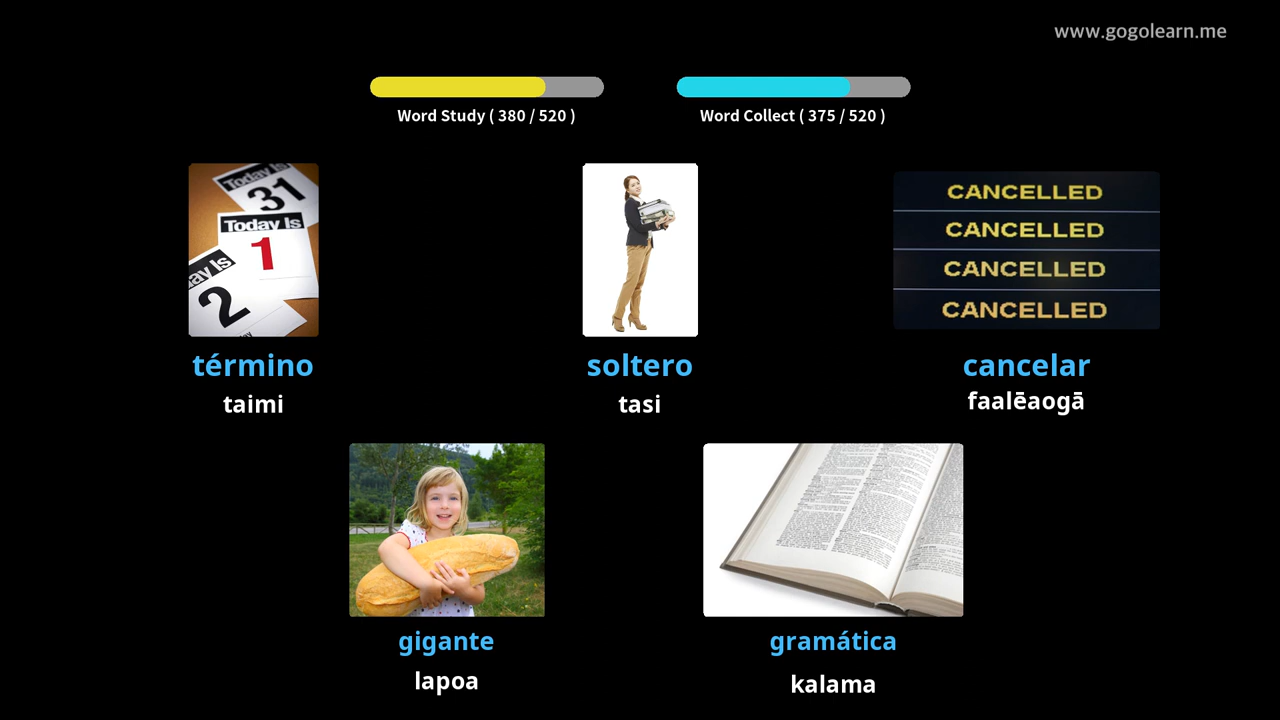 www.gogolearn.me
Word Study ( 380 / 520 )
Word Collect ( 375 / 520 )
Today Is
31
Today Is
1
ay Is
2
CANCELLED
CANCELLED
CANCELLED
CANCELLED
término
soltero
cancelar
taimi
tasi
faalēaogā
gigante
gramática
lapoa
kalama